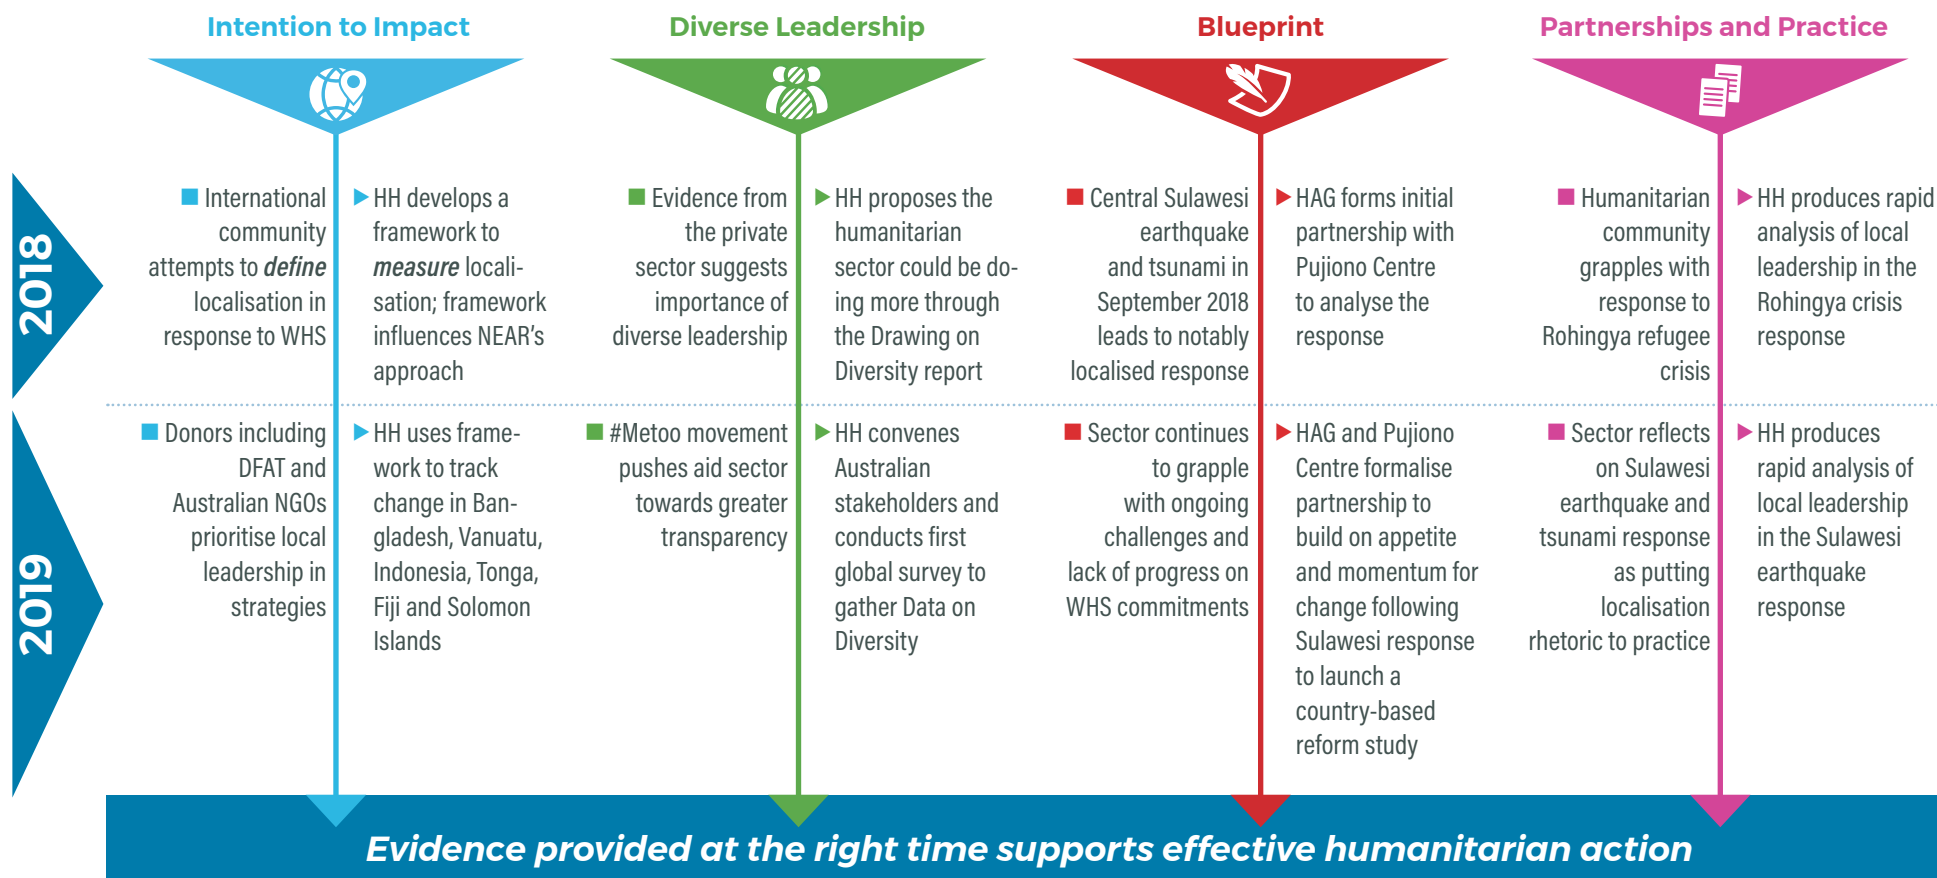 Intention to Impact
Diverse Leadership
Blueprint
Partnerships and Practice
2018
International
community
attempts to define
localisation in
response to WHS
HH develops a
framework to
measure locali-
sation; framework
influences NEAR's
approach
Evidence from
the private
sector suggests
importance of
diverse leadership
HH proposes the
humanitarian
sector could be do-
ing more through
the Drawing on
Diversity report
Central Sulawesi
earthquake
and tsunami in
September 2018
leads to notably
localised response
HAG forms initial
partnership with
Pujiono Centre
to analyse the
response
Humanitarian
community
grapples with
response to
Rohingya refugee
crisis
HH produces rapid
analysis of local
leadership in the
Rohingya crisis
response
2019
Donors including
DFAT and
Australian NGOs
prioritise local
leadership in
strategies
HH uses frame-
work to track
change in Ban-
gladesh, Vanuatu,
Indonesia, Tonga,
Fiji and Solomon
Islands
#Metoo movement
pushes aid sector
towards greater
transparency
HH convenes
Australian
stakeholders and
conducts first
global survey to
gather Data on
Diversity
Sector continues
to grapple
with ongoing
challenges and
lack of progress on
WHS commitments
HAG and Pujiono
Centre formalise
partnership to
build on appetite
and momentum for
change following
Sulawesi response
to launch a
country-based
reform study
Sector reflects
on Sulawesi
earthquake and
tsunami response
as putting
localisation
rhetoric to practice
HH produces
rapid analysis of
local leadership
in the Sulawesi
earthquake
response
Evidence provided at the right time supports effective humanitarian action